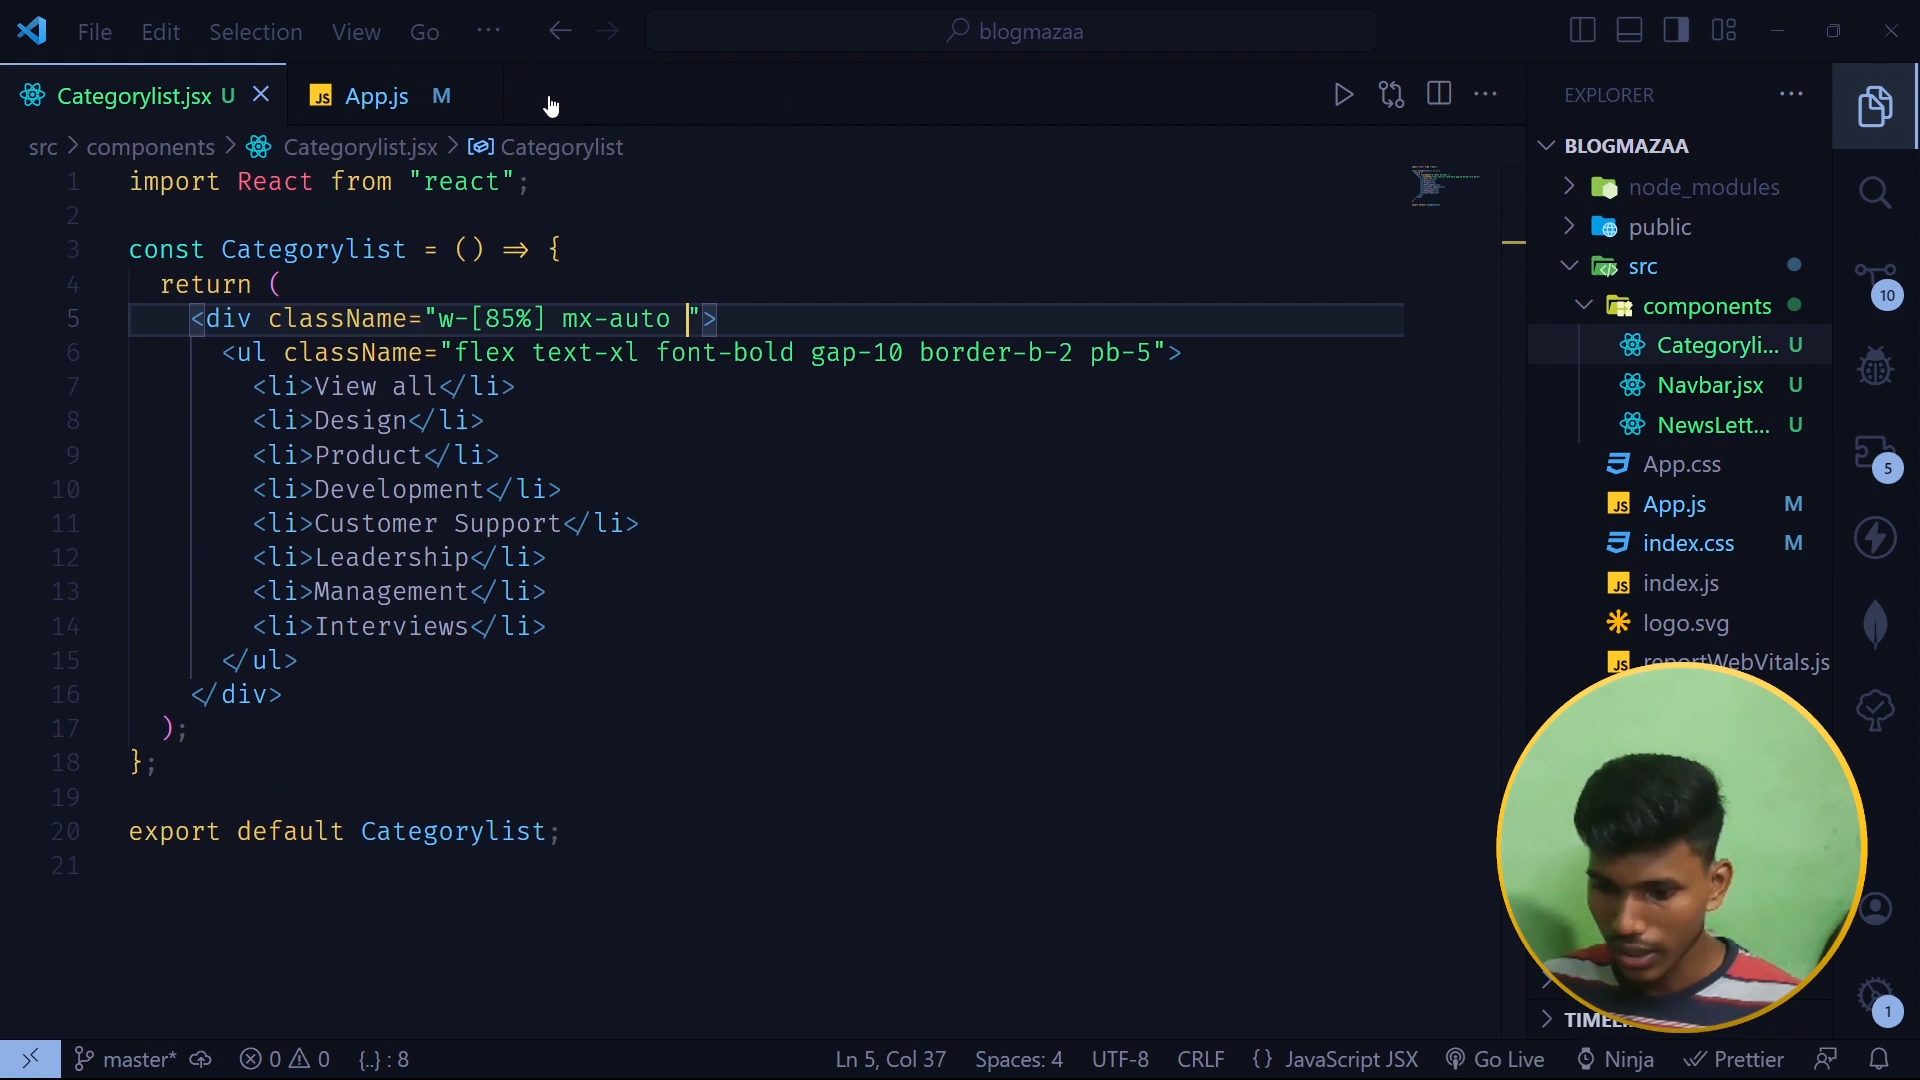 File Edit Selection View Go ··· blogmazaa
Categorylist.jsx U App.js M
src > components > Categorylist.jsx > Categorylist
1 import React from "react";
2
3 const Categorylist = () => {
4 return (
5 <div className="w-[85%] mx-auto ">
6 <ul className="flex text-xl font-bold gap-10 border-b-2 pb-5">
7 <li>View all</li>
8 <li>Design</li>
9 <li>Product</li>
10 <li>Development</li>
11 <li>Customer Support</li>
12 <li>Leadership</li>
13 <li>Management</li>
14 <li>Interviews</li>
15 </ul>
16 </div>
17 );
18 };
19
20 export default Categorylist;
21
EXPLORER ···
BLOGMAZAA
node_modules
public
src
components
Categoryli... U
Navbar.jsx U
NewsLett... U
App.css
JS App.js M
index.css M
JS index.js
logo.svg
JS reportWebVitals.js
10
5
1
master* 0 0 {..} : 8 Ln 5, Col 37 Spaces: 4 UTF-8 CRLF {} JavaScript JSX Go Live Ninja Prettier